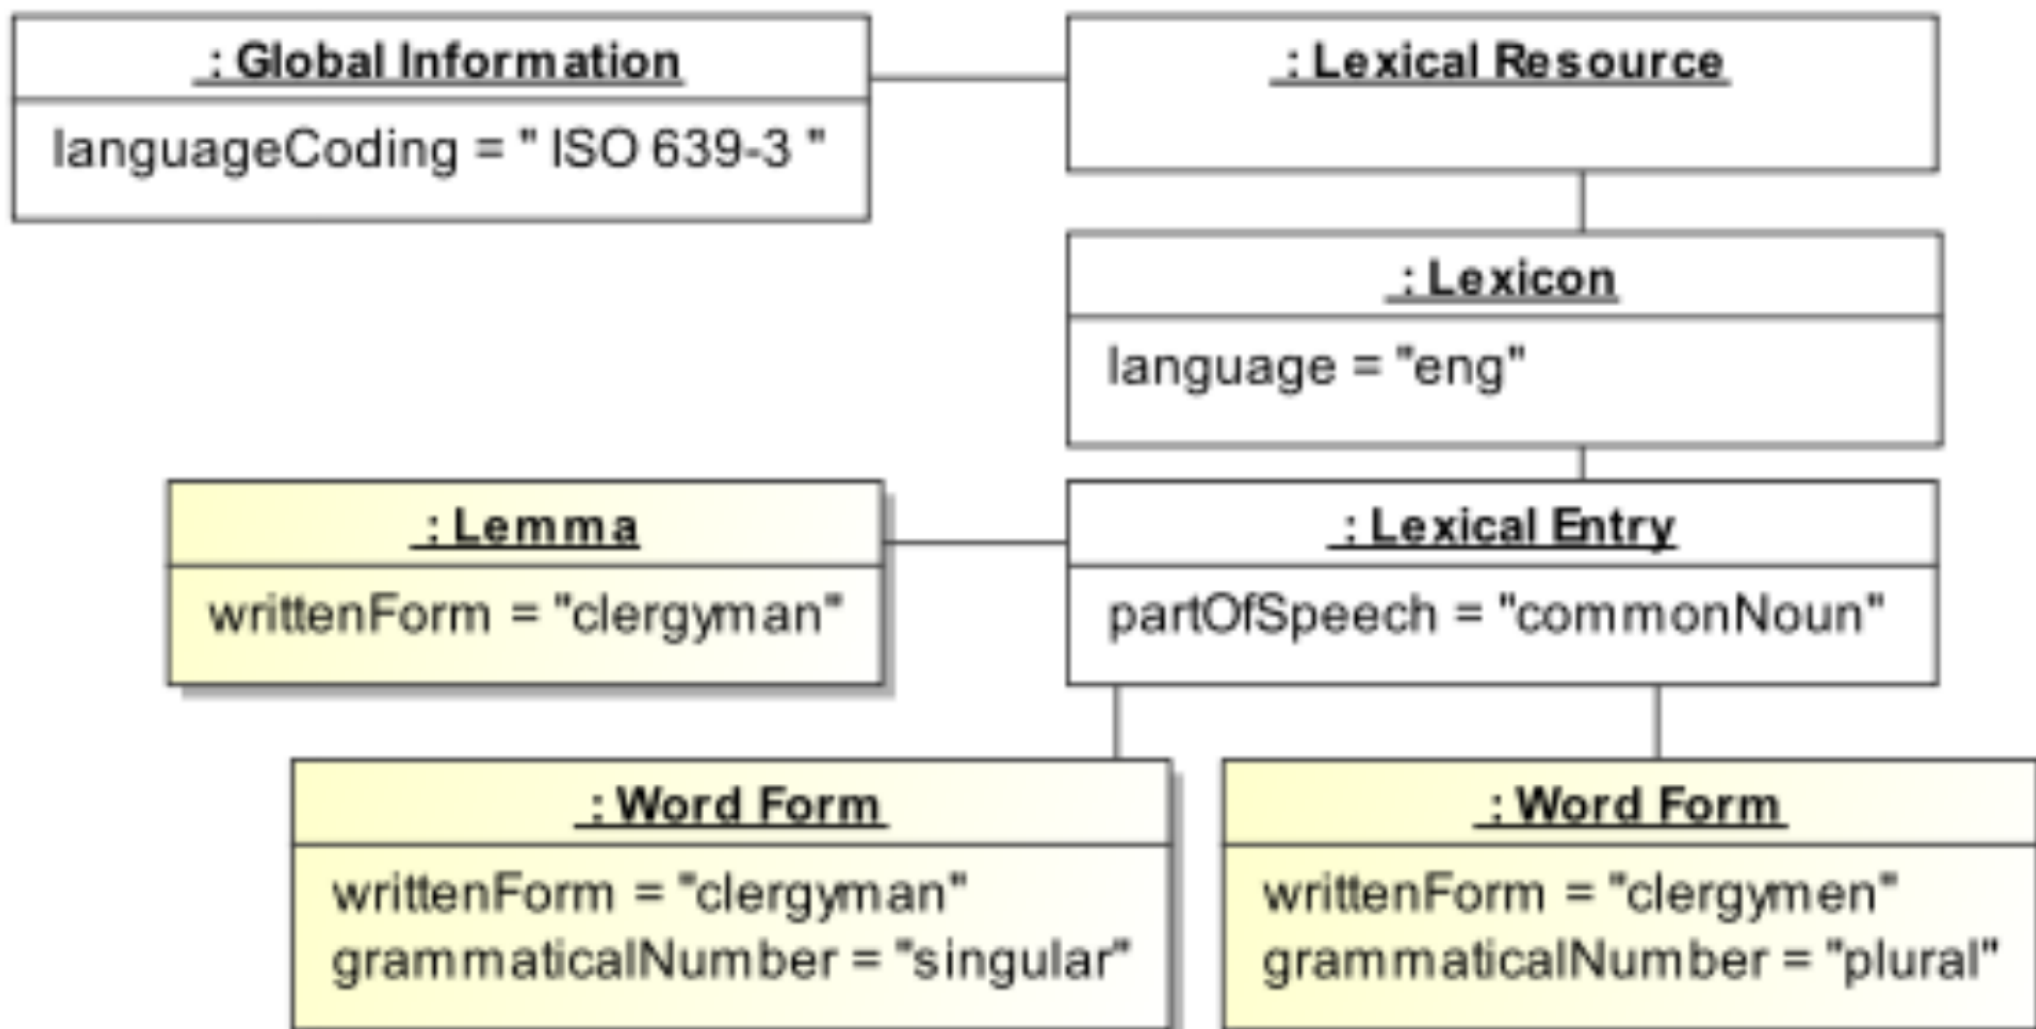 : Global Information
languageCoding = " ISO 639-3 "
: Lexical Resource
: Lexicon
language = "eng"
: Lemma
writtenForm = "clergyman"
: Lexical Entry
partOfSpeech = "commonNoun"
: Word Form
writtenForm = "clergyman"
grammaticalNumber = "singular"
: Word Form
writtenForm = "clergymen"
grammaticalNumber = "plural"